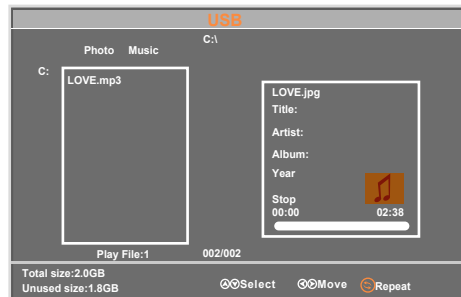 USB
C:\
Photo Music
C:
LOVE.mp3
LOVE.jpg
Title:
Artist:
Album:
Year
Stop
00:00 02:38
Play File:1 002/002
Total size:2.0GB
Unused size:1.8GB
Select Move Repeat